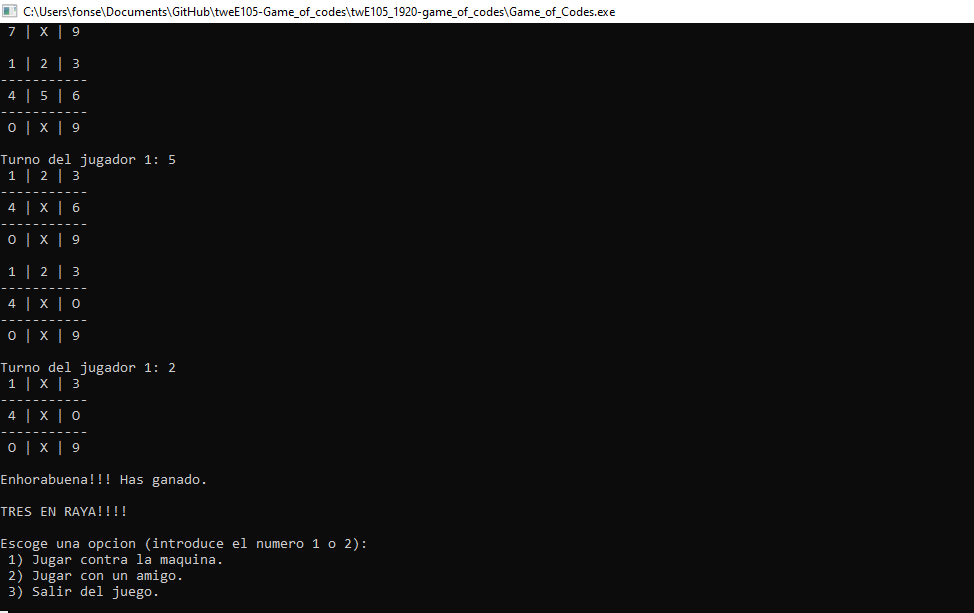 C:\Users\fonse\Documents\GitHub\tweE105-Game_of_codes\twE105_1920-game_of_codes\Game_of_Codes.exe
7 | X | 9
1 | 2 | 3
-----------
4 | 5 | 6
-----------
O | X | 9
Turno del jugador 1: 5
1 | 2 | 3
-----------
4 | X | 6
-----------
O | X | 9
1 | 2 | 3
-----------
4 | X | O
-----------
O | X | 9
Turno del jugador 1: 2
1 | X | 3
-----------
4 | X | O
-----------
O | X | 9
Enhorabuena!!! Has ganado.
TRES EN RAYA!!!!
Escoge una opcion (introduce el numero 1 o 2):
1) Jugar contra la maquina.
2) Jugar con un amigo.
3) Salir del juego.